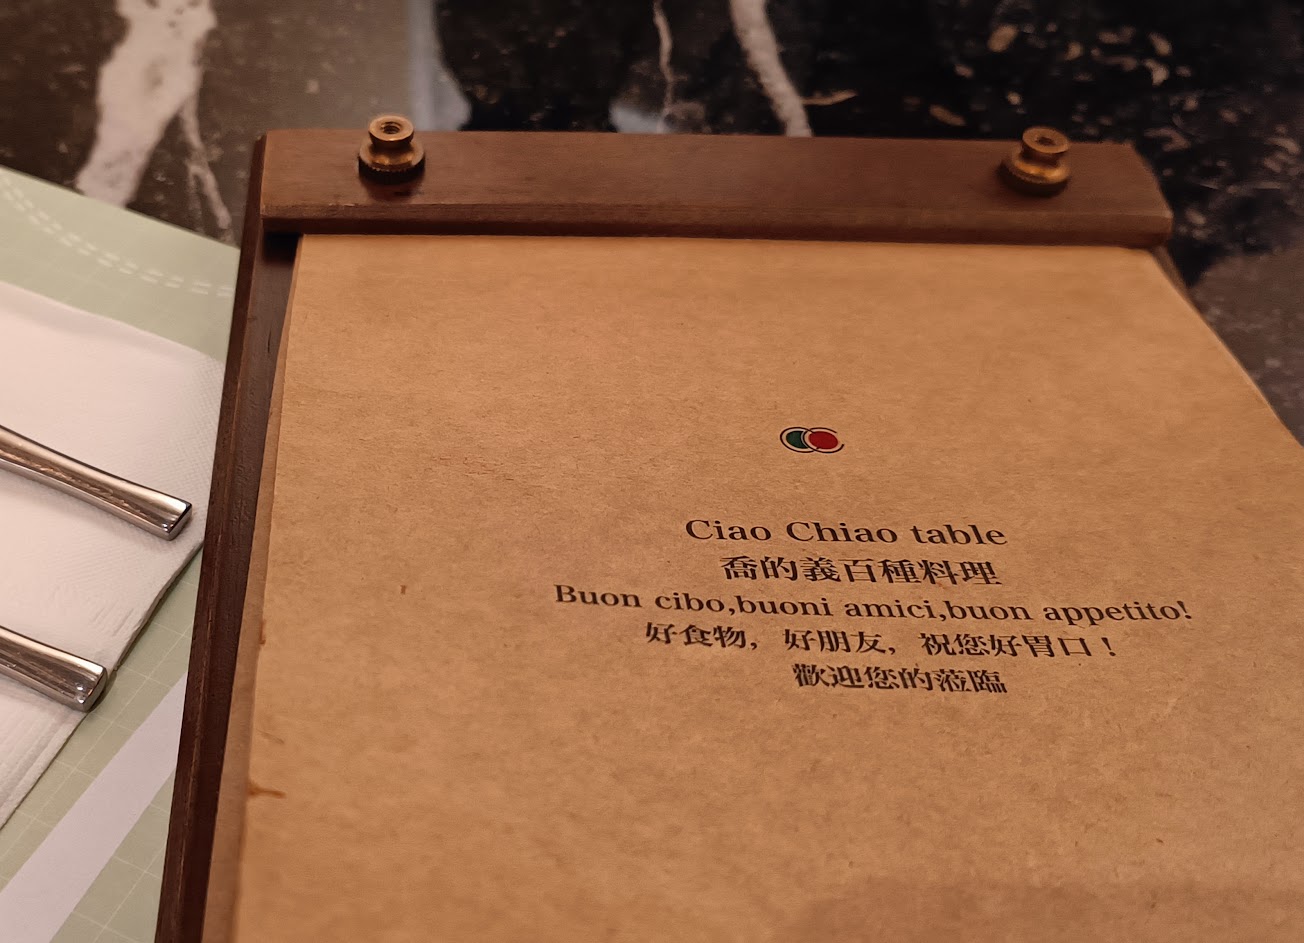 Ciao Chiao table
喬的義百種料理
Buon cibo,buoni amici,buon appetito!
好食物，好朋友，祝您好胃口！
歡迎您的蒞臨